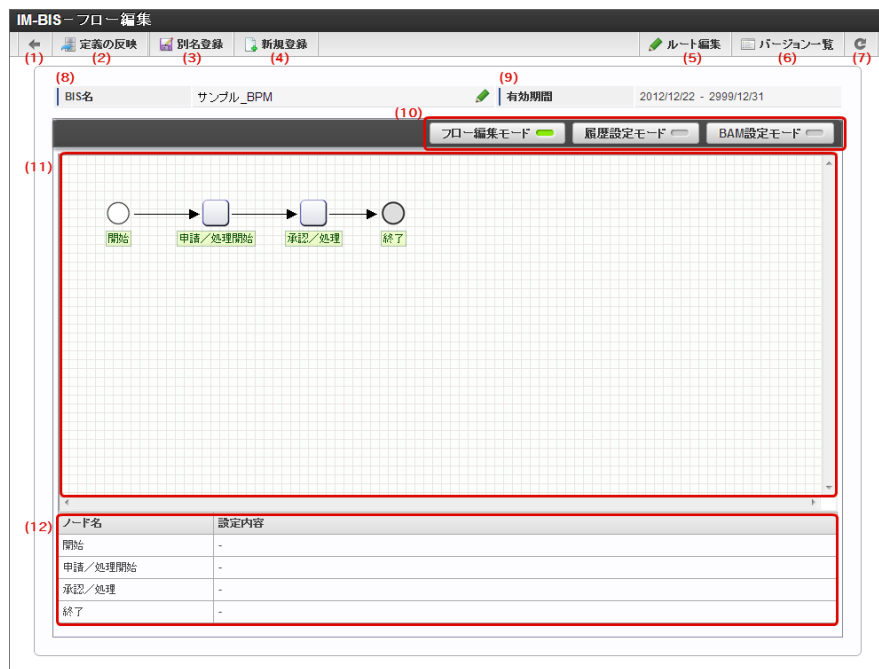 IM-BIS－フロー編集
定義の反映 別名登録 新規登録 ルート編集 バージョン一覧
(1) (2) (3) (4) (5) (6) (7)
(8) (9)
BIS名 サンプル_BPM 有効期間 2012/12/22 - 2999/12/31
(10)
フロー編集モード 履歴設定モード BAM設定モード
(11)
開始 申請／処理開始 承認／処理 終了
(12)
ノード名 設定内容
開始 -
申請／処理開始 -
承認／処理 -
終了 -